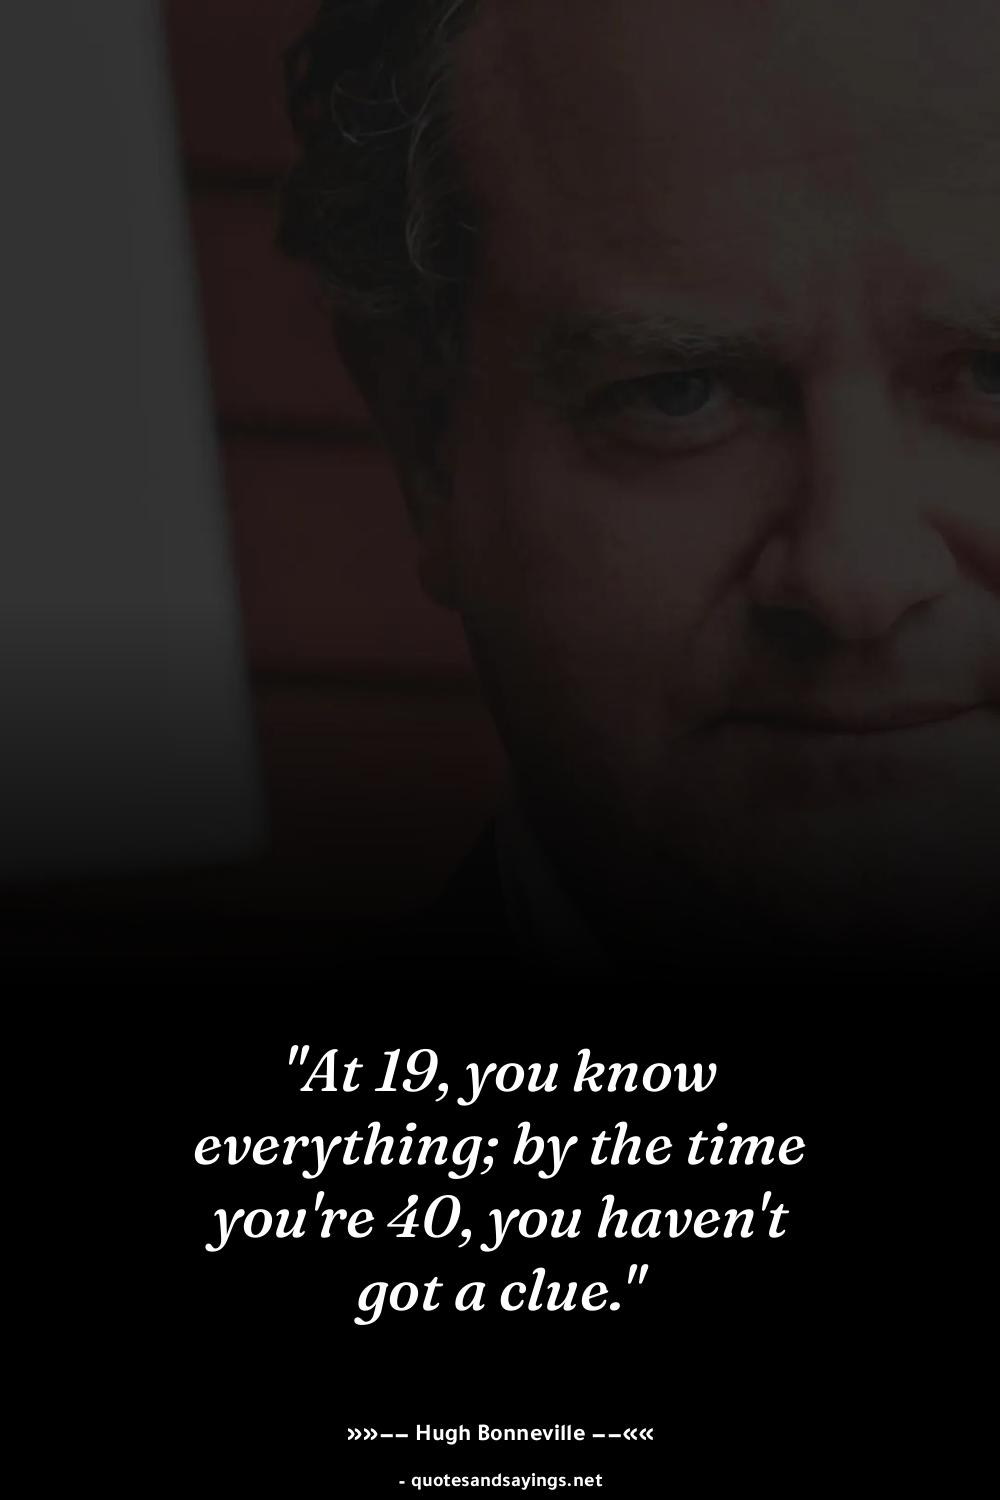 "At 19, you know
everything; by the time
you're 40, you haven't
got a clue."
»»—— Hugh Bonneville ——««
- quotesandsayings.net